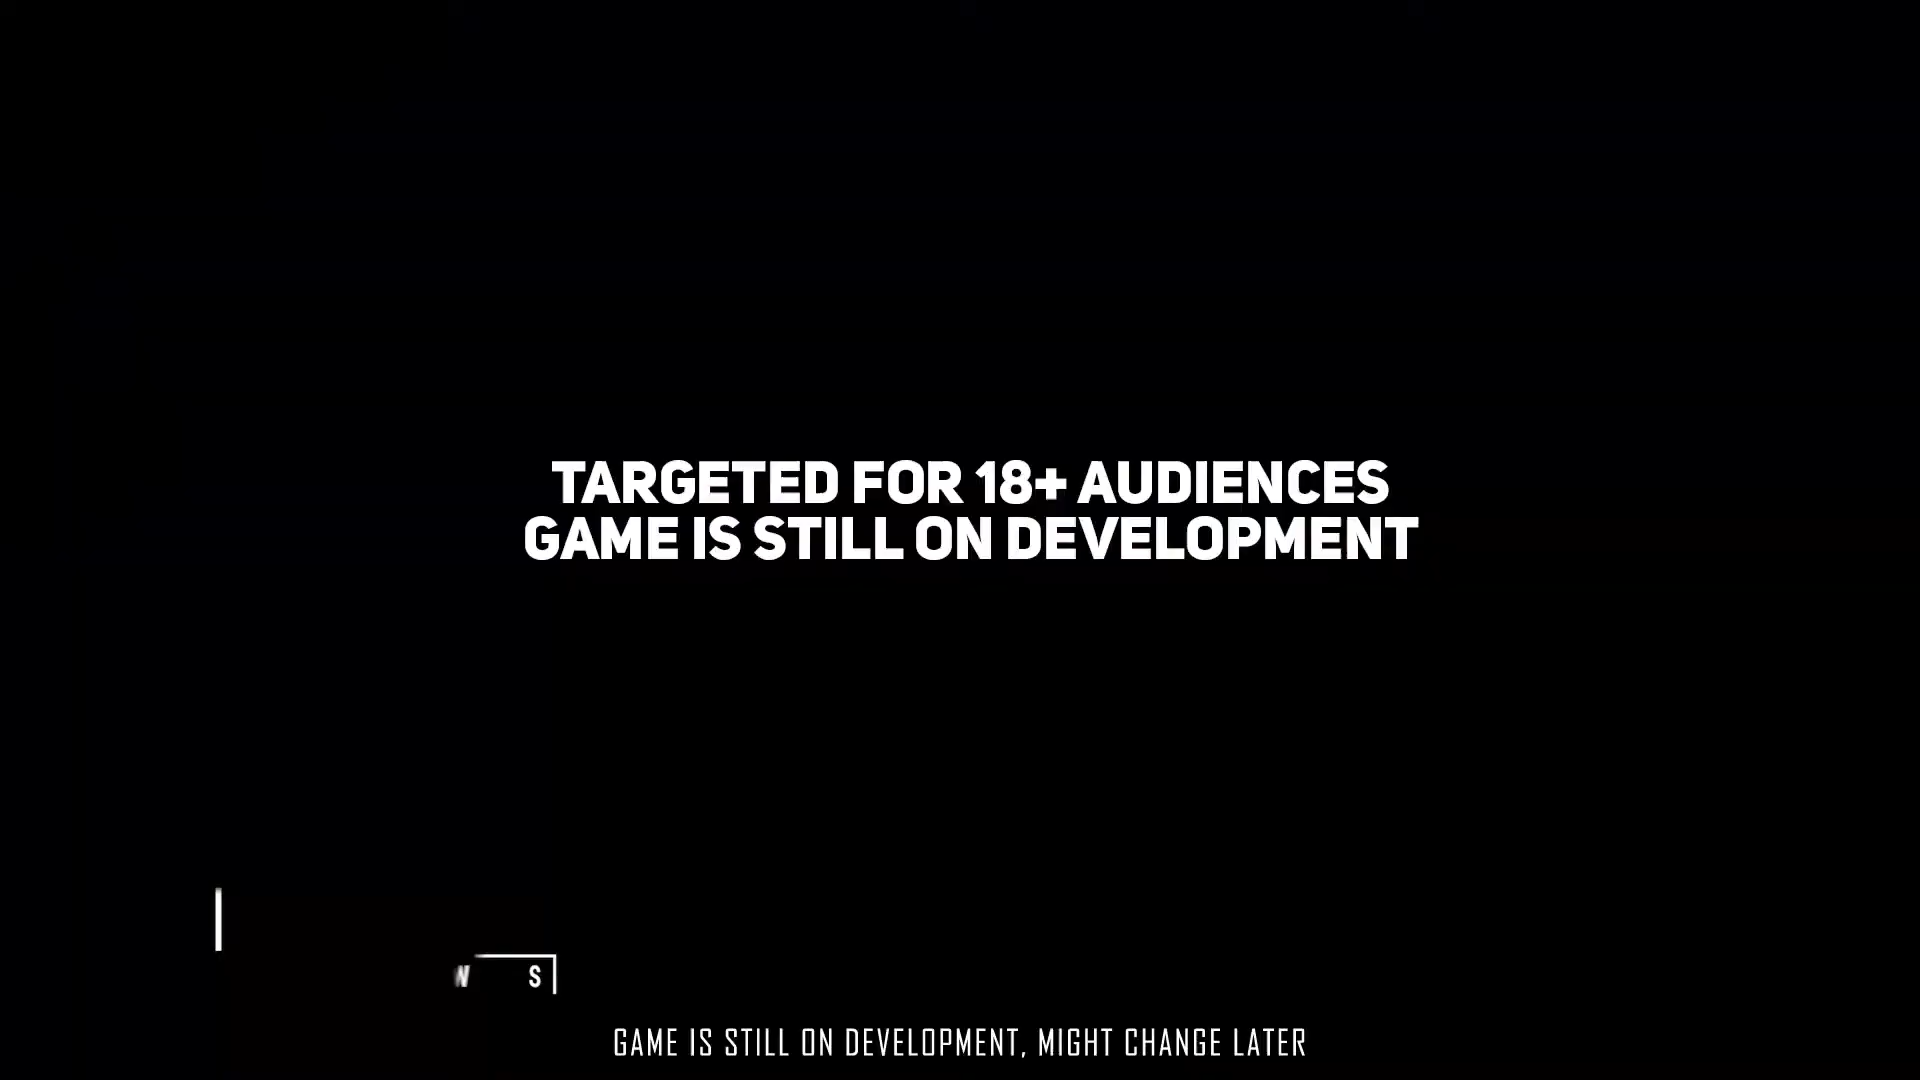 TARGETED FOR 18+ AUDIENCES
GAME IS STILL ON DEVELOPMENT
W S
GAME IS STILL ON DEVELOPMENT, MIGHT CHANGE LATER